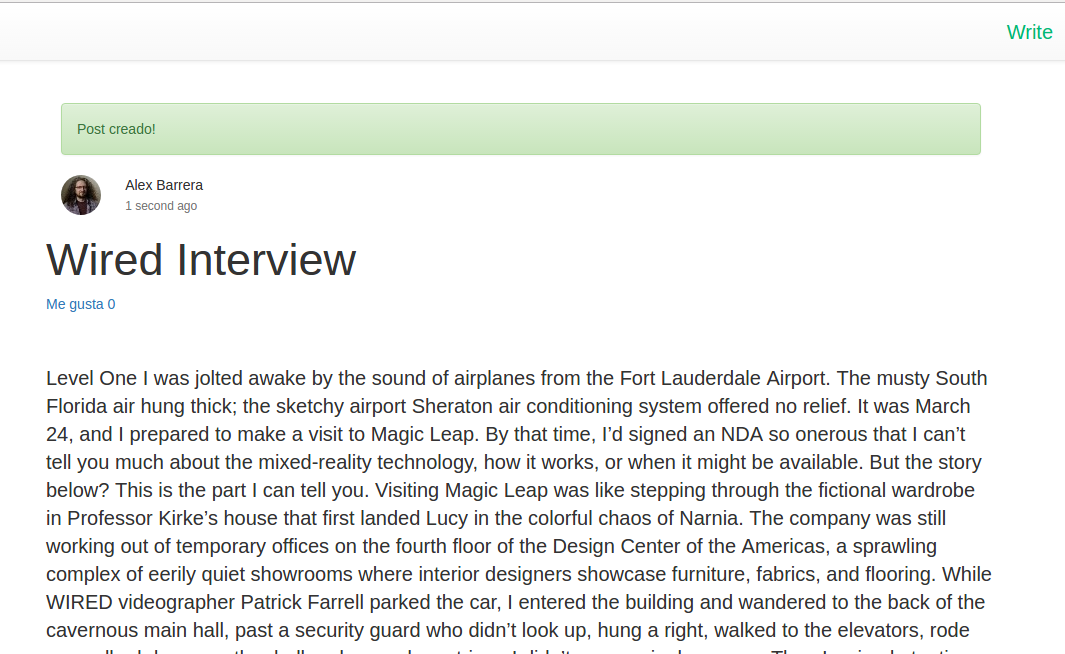 Write
Post creado!
Alex Barrera
1 second ago
Wired Interview
Me gusta 0
Level One I was jolted awake by the sound of airplanes from the Fort Lauderdale Airport. The musty South
Florida air hung thick; the sketchy airport Sheraton air conditioning system offered no relief. It was March
24, and I prepared to make a visit to Magic Leap. By that time, I’d signed an NDA so onerous that I can’t
tell you much about the mixed-reality technology, how it works, or when it might be available. But the story
below? This is the part I can tell you. Visiting Magic Leap was like stepping through the fictional wardrobe
in Professor Kirke’s house that first landed Lucy in the colorful chaos of Narnia. The company was still
working out of temporary offices on the fourth floor of the Design Center of the Americas, a sprawling
complex of eerily quiet showrooms where interior designers showcase furniture, fabrics, and flooring. While
WIRED videographer Patrick Farrell parked the car, I entered the building and wandered to the back of the
cavernous main hall, past a security guard who didn’t look up, hung a right, walked to the elevators, rode